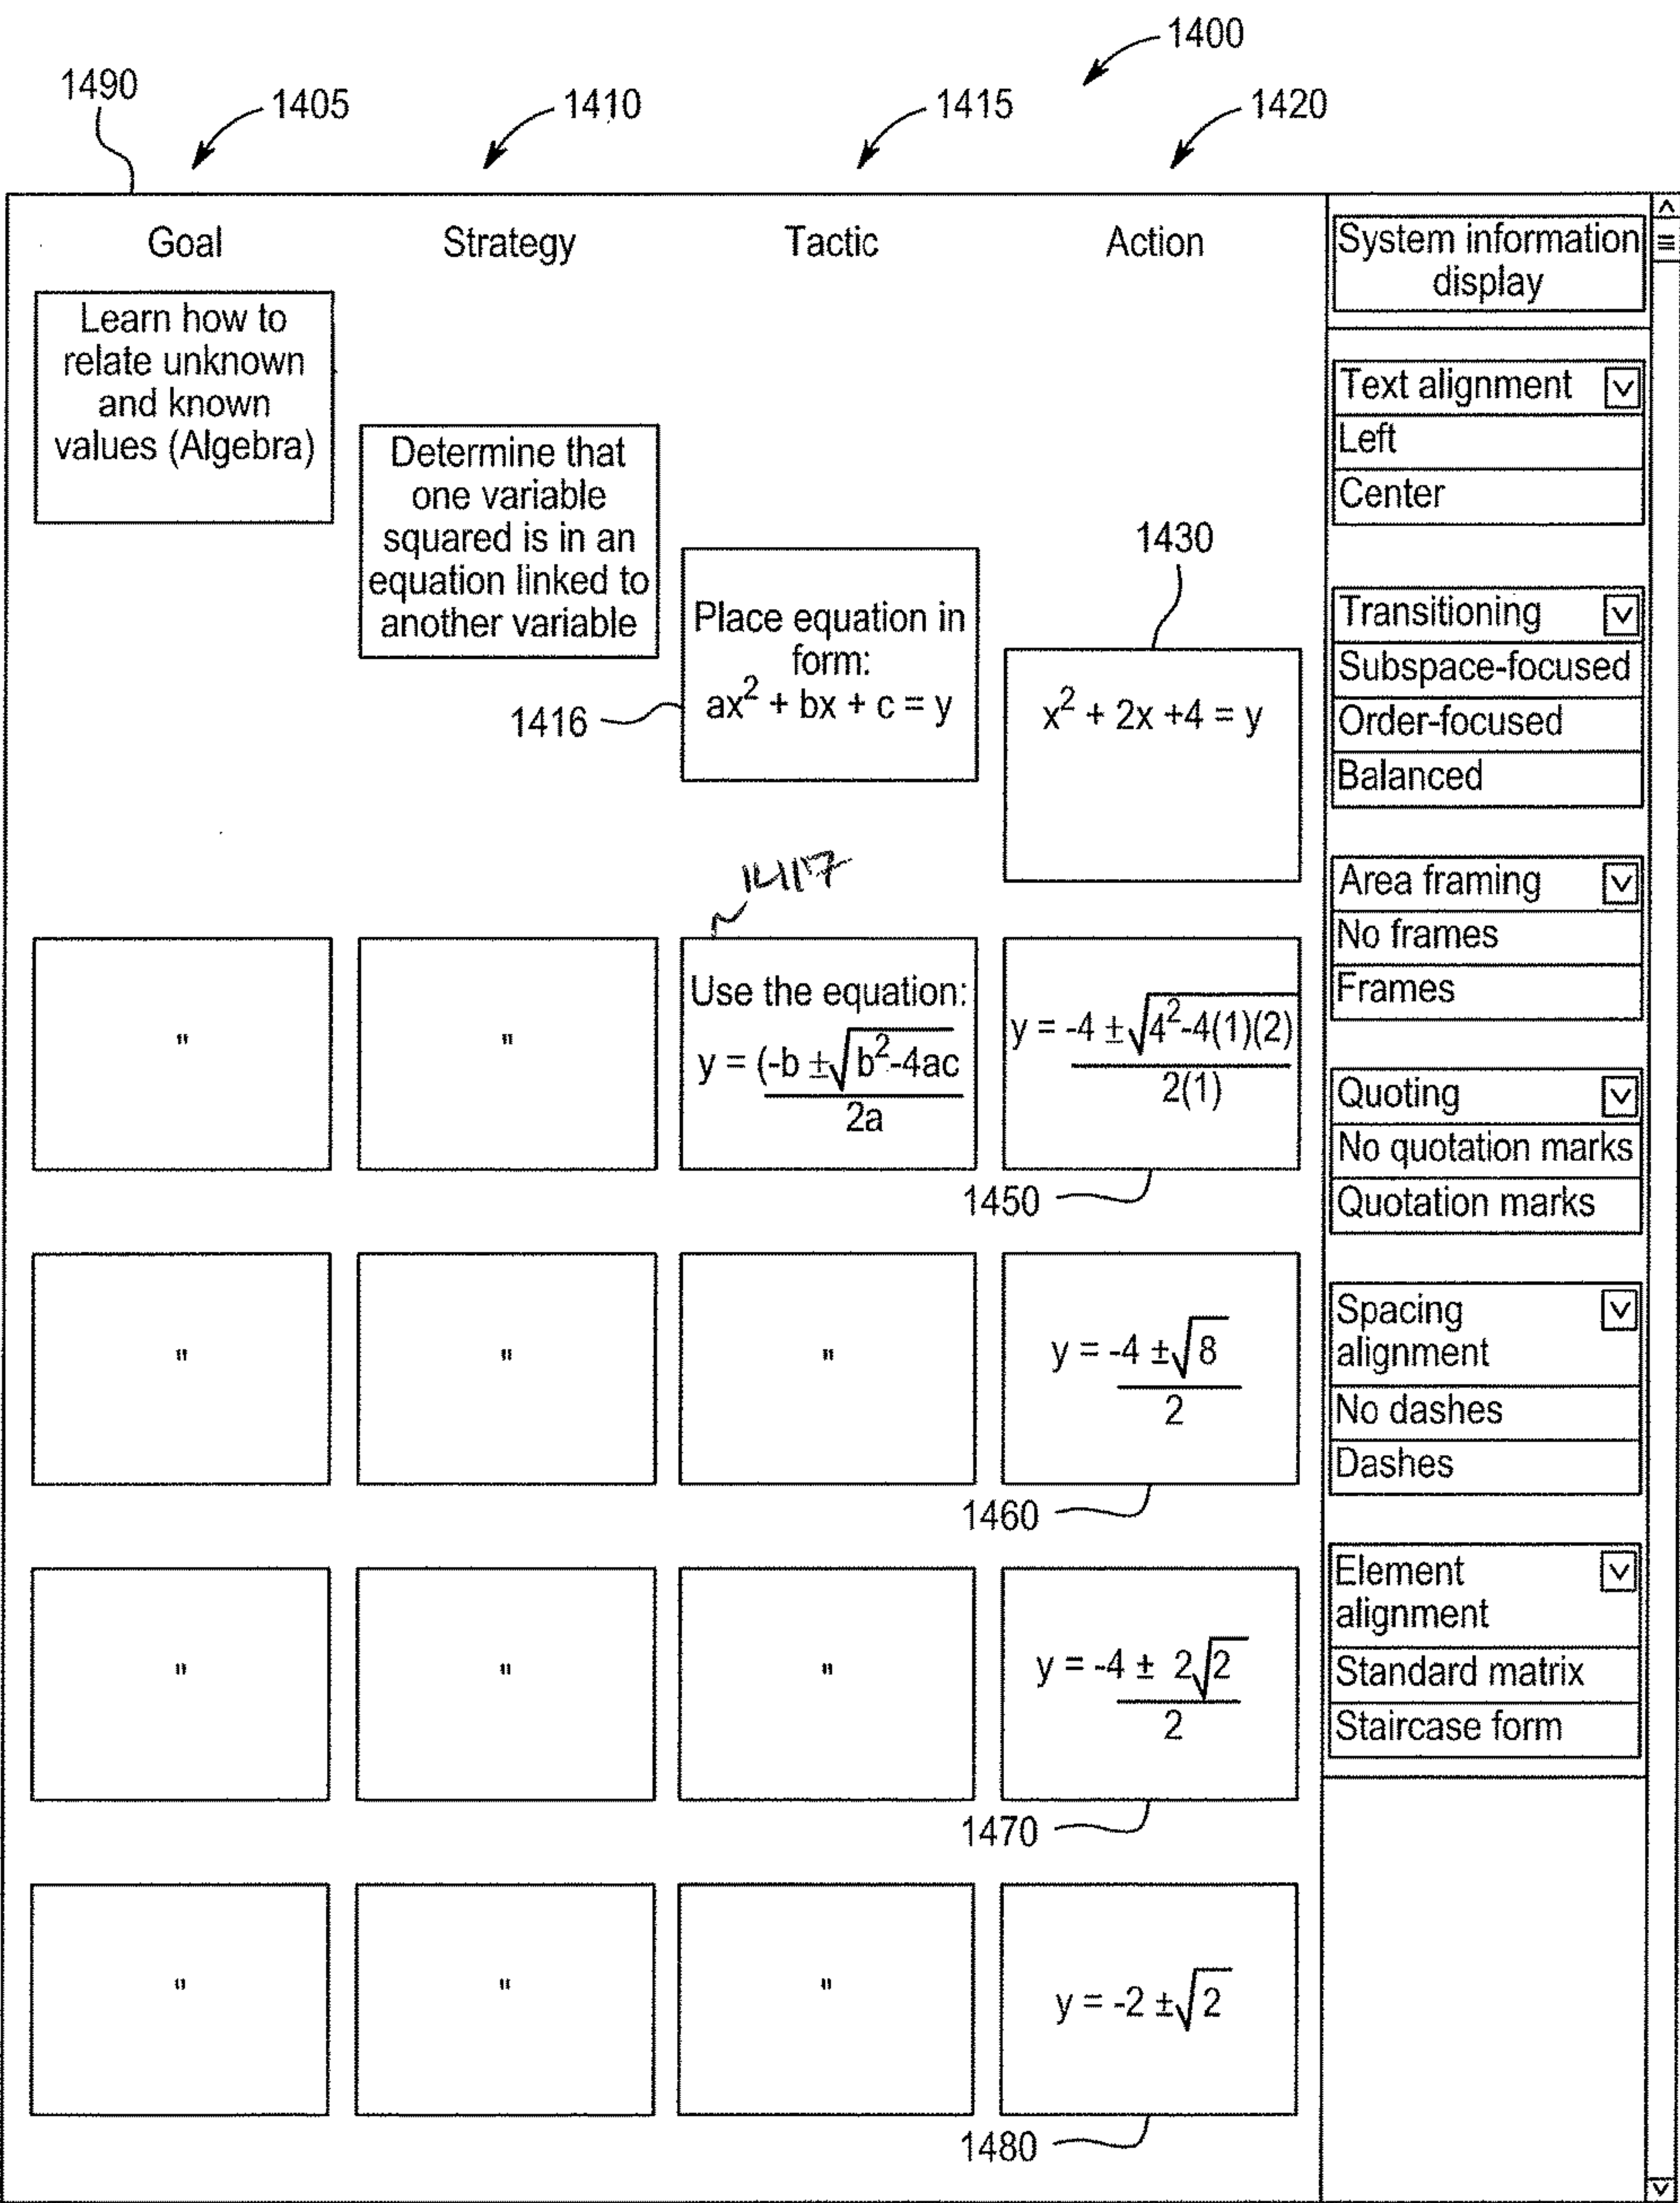 1400
1490
1405
1410
1415
1420
Goal
Strategy
Tactic
Action
Learn how to
relate unknown
and known
values (Algebra)
Determine that
one variable
squared is in an
equation linked to
another variable
1416
Place equation in
form:
ax² + bx + c = y
1430
x² + 2x +4 = y
1417
"
"
Use the equation:
y = (-b ±√b²-4ac
2a
y = -4 ±√4²-4(1)(2)
2(1)
1450
"
"
"
y = -4 ±√8
2
1460
"
"
"
y = -4 ± 2√2
2
1470
"
"
"
y = -2 ±√2
1480
System information
display
Text alignment
Left
Center
Transitioning
Subspace-focused
Order-focused
Balanced
Area framing
No frames
Frames
Quoting
No quotation marks
Quotation marks
Spacing
alignment
No dashes
Dashes
Element
alignment
Standard matrix
Staircase form